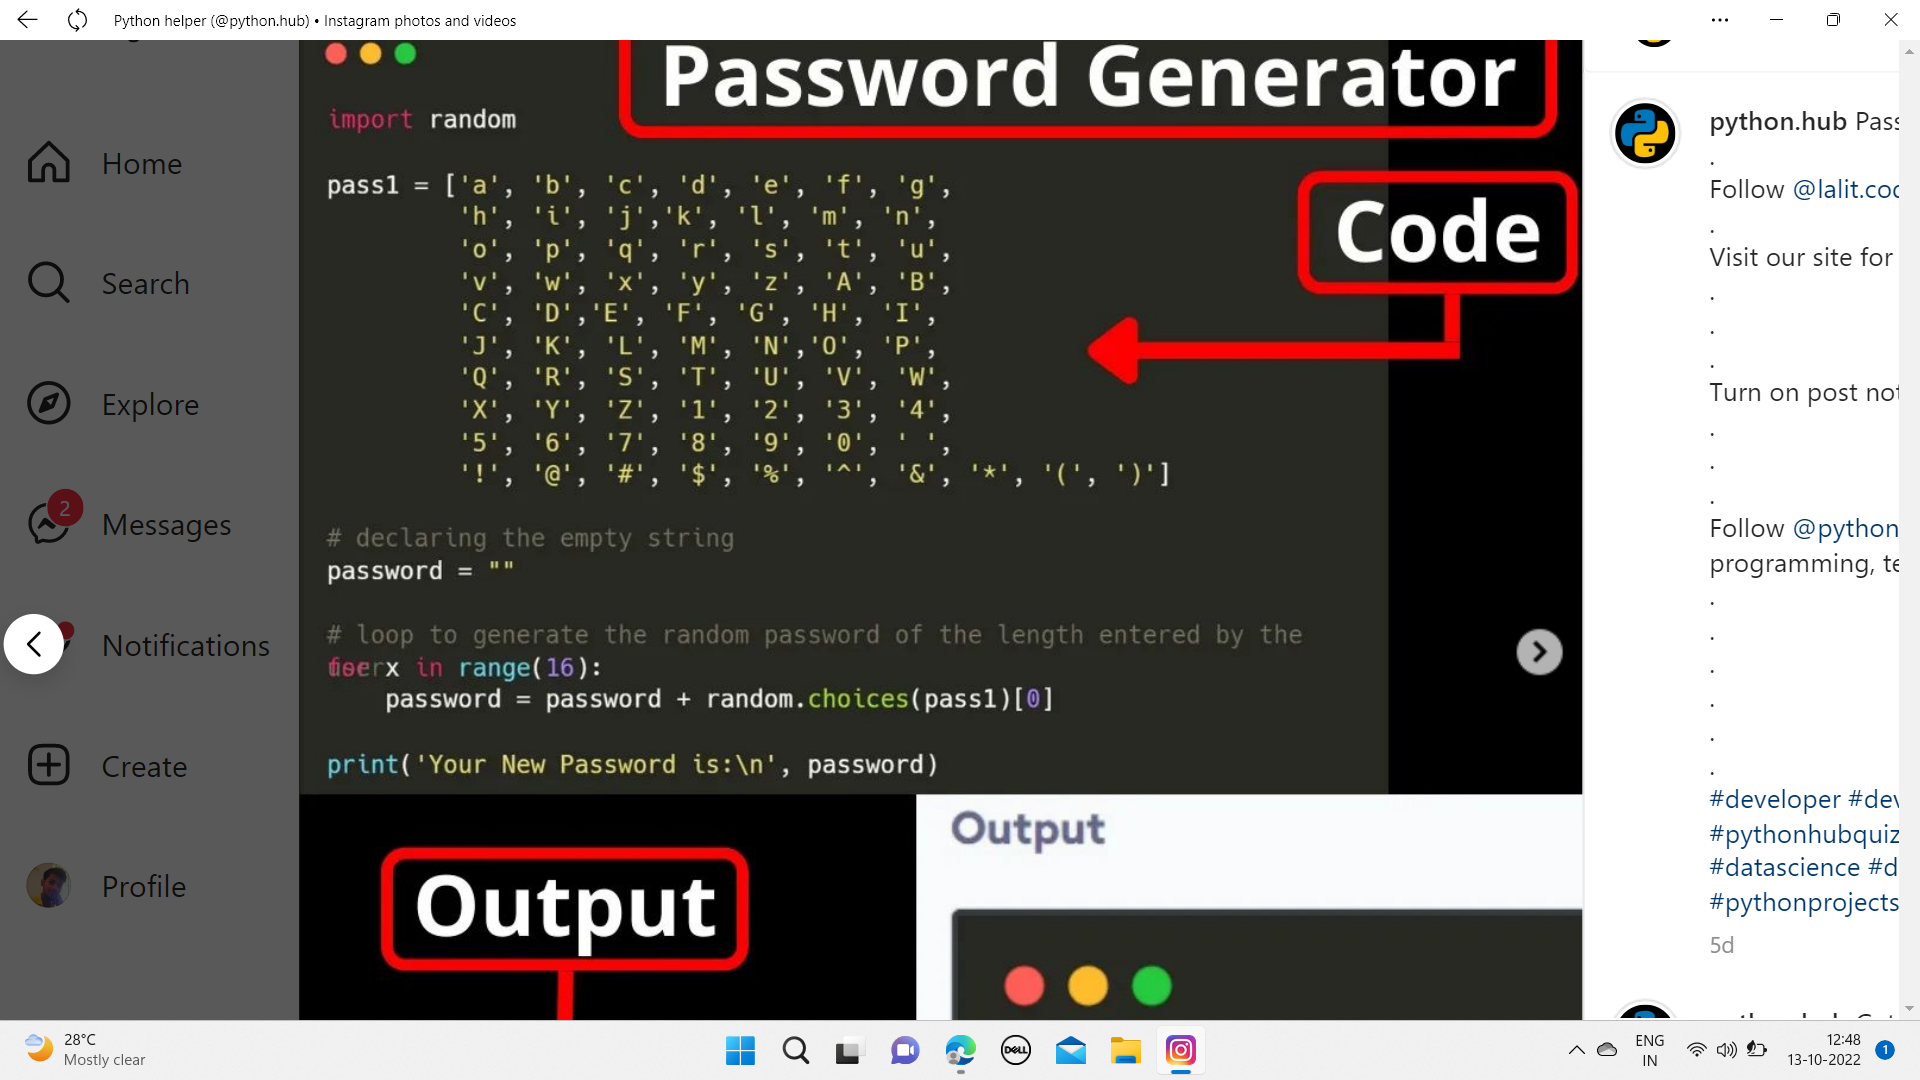 Python helper (@python.hub) • Instagram photos and videos
Home
Search
Explore
Messages
2
Notifications
Create
Profile
Password Generator
Code
import random
pass1 = ['a', 'b', 'c', 'd', 'e', 'f', 'g',
'h', 'i', 'j','k', 'l', 'm', 'n',
'o', 'p', 'q', 'r', 's', 't', 'u',
'v', 'w', 'x', 'y', 'z', 'A', 'B',
'C', 'D','E', 'F', 'G', 'H', 'I',
'J', 'K', 'L', 'M', 'N','O', 'P',
'Q', 'R', 'S', 'T', 'U', 'V', 'W',
'X', 'Y', 'Z', '1', '2', '3', '4',
'5', '6', '7', '8', '9', '0', ' ',
'!', '@', '#', '$', '%', '^', '&', '*', '(', ')']
# declaring the empty string
password = ""
# loop to generate the random password of the length entered by the
for x in range(16):
password = password + random.choices(pass1)[0]
print('Your New Password is:\n', password)
Output
Output
python.hub Pass
.
Follow @lalit.coc
.
Visit our site for
.
.
.
Turn on post not
.
.
.
Follow @python
programming, te
.
.
.
.
.
.
#developer #dev
#pythonhubquiz
#datascience #d
#pythonprojects
5d
28°C
Mostly clear
DELL
ENG
IN
12:48
13-10-2022
1